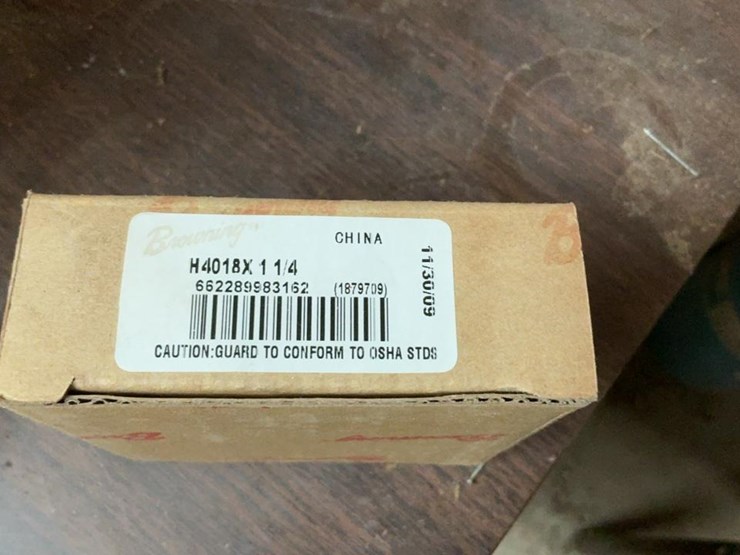 Browning
CHINA
H4018X 1 1/4
662289983162 (1879709)
11/30/09
CAUTION:GUARD TO CONFORM TO OSHA STDS
B